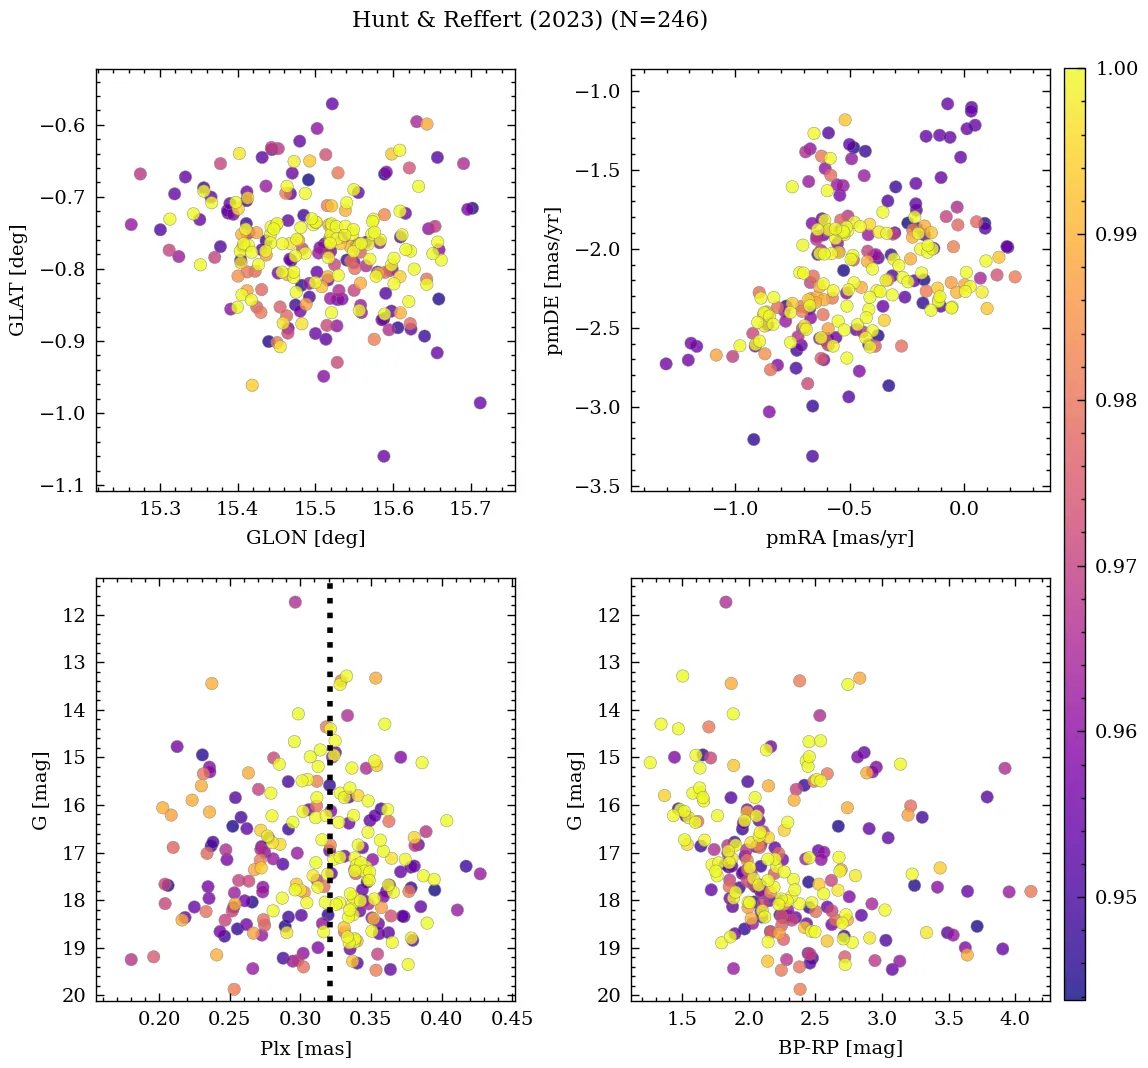 Hunt & Reffert (2023) (N=246)
−0.6
−0.7
−0.8
−0.9
−1.0
−1.1
GLAT [deg]
15.3 15.4 15.5 15.6 15.7
GLON [deg]
−1.0
−1.5
−2.0
−2.5
−3.0
−3.5
pmDE [mas/yr]
−1.0 −0.5 0.0
pmRA [mas/yr]
12
13
14
15
16
17
18
19
20
G [mag]
0.20 0.25 0.30 0.35 0.40 0.45
Plx [mas]
12
13
14
15
16
17
18
19
20
G [mag]
1.5 2.0 2.5 3.0 3.5 4.0
BP-RP [mag]
1.00
0.99
0.98
0.97
0.96
0.95